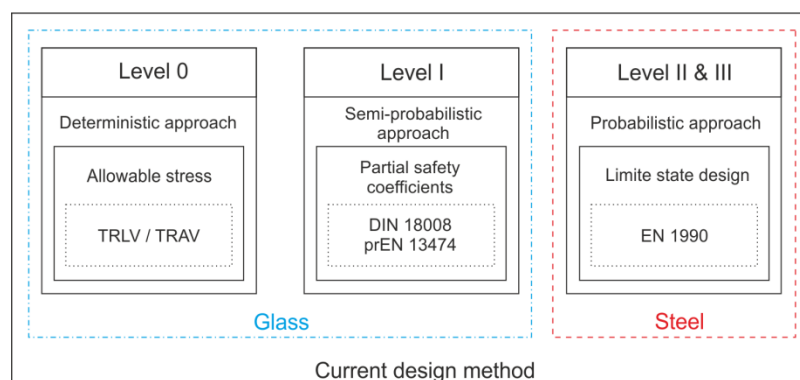 Level 0
Deterministic approach
Allowable stress
TRLV / TRAV
Level I
Semi-probabilistic
approach
Partial safety
coefficients
DIN 18008
prEN 13474
Level II & III
Probabilistic approach
Limite state design
EN 1990
Glass
Steel
Current design method